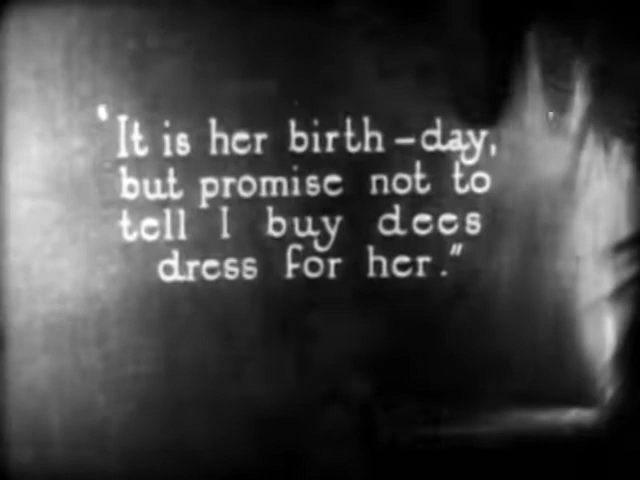 "It is her birth-day,
but promise not to
tell I buy dees
dress for her."